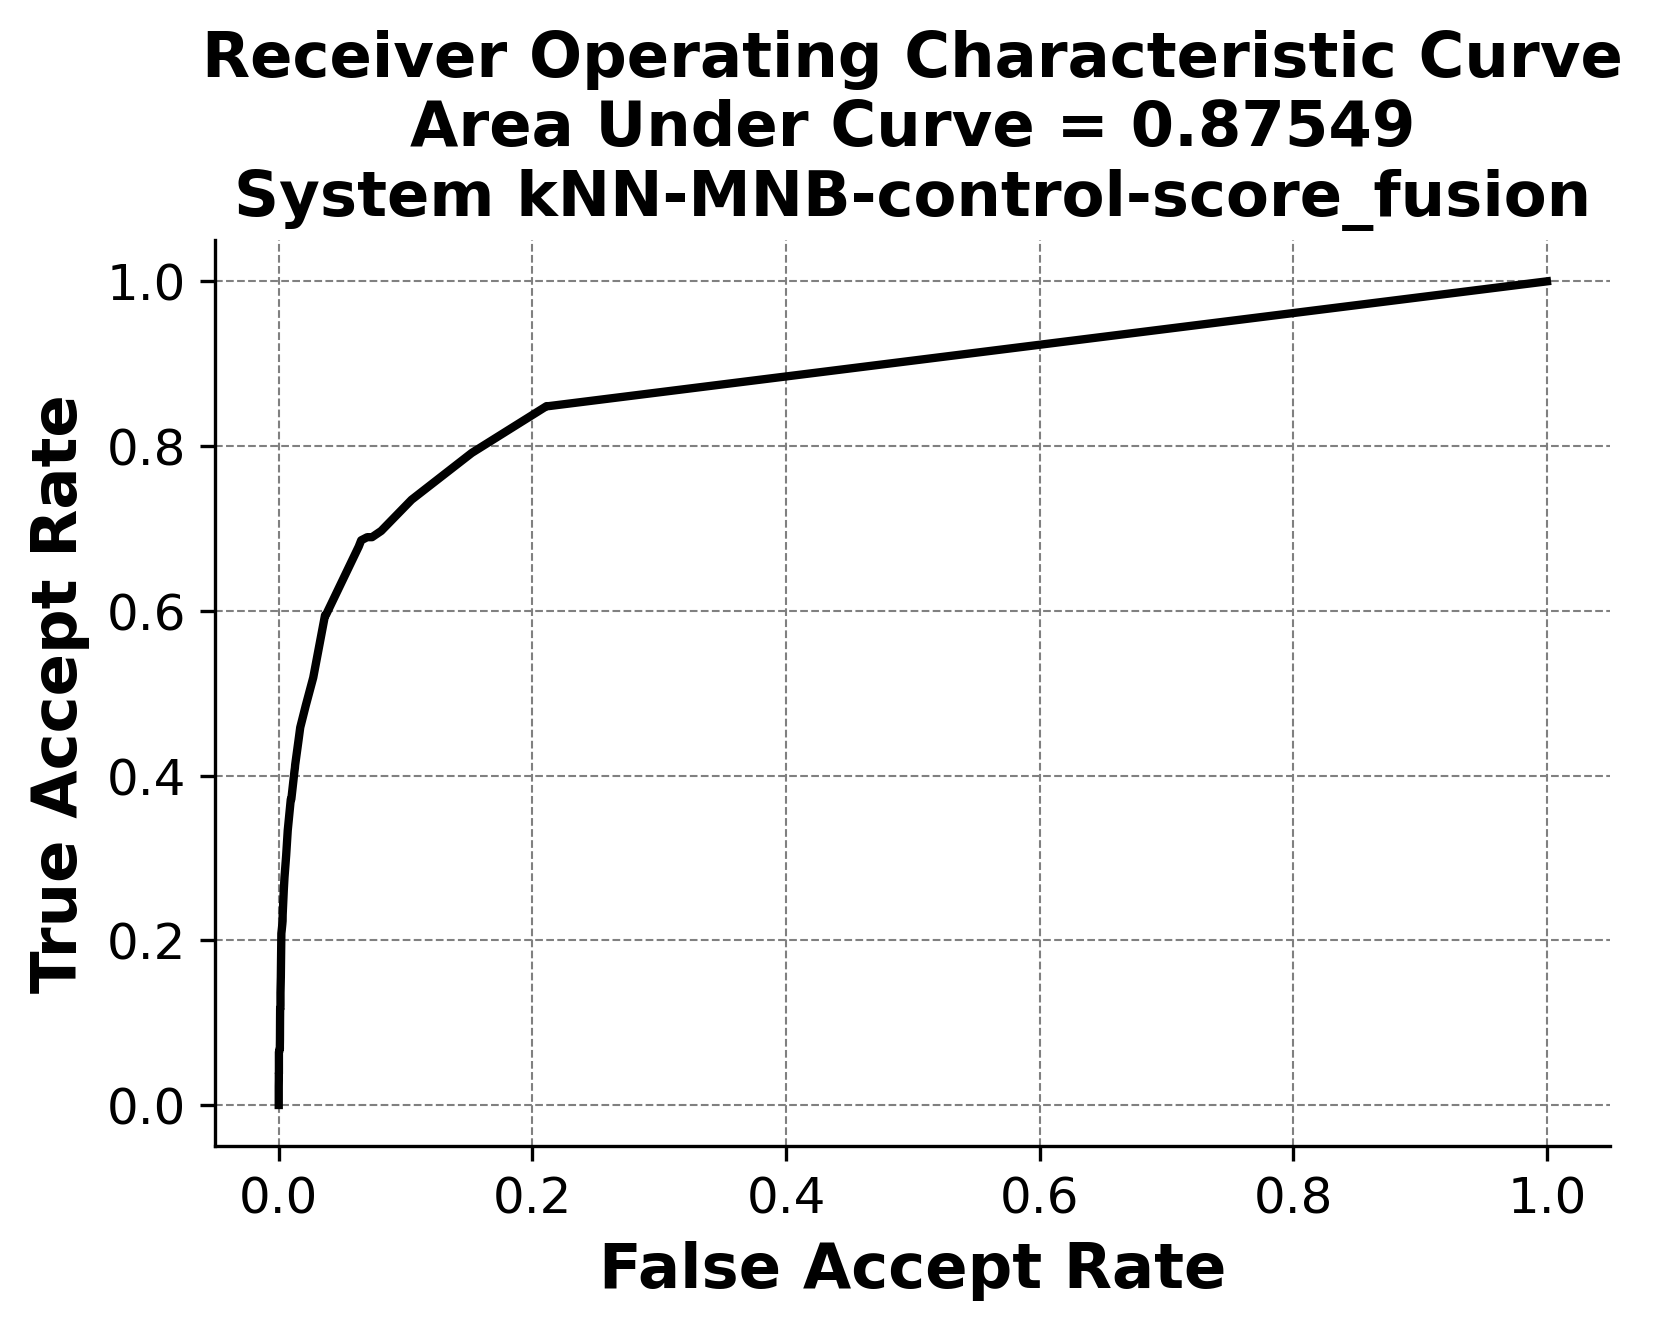 Receiver Operating Characteristic Curve
Area Under Curve = 0.87549
System kNN-MNB-control-score_fusion
True Accept Rate
1.0
0.8
0.6
0.4
0.2
0.0
0.0 0.2 0.4 0.6 0.8 1.0
False Accept Rate